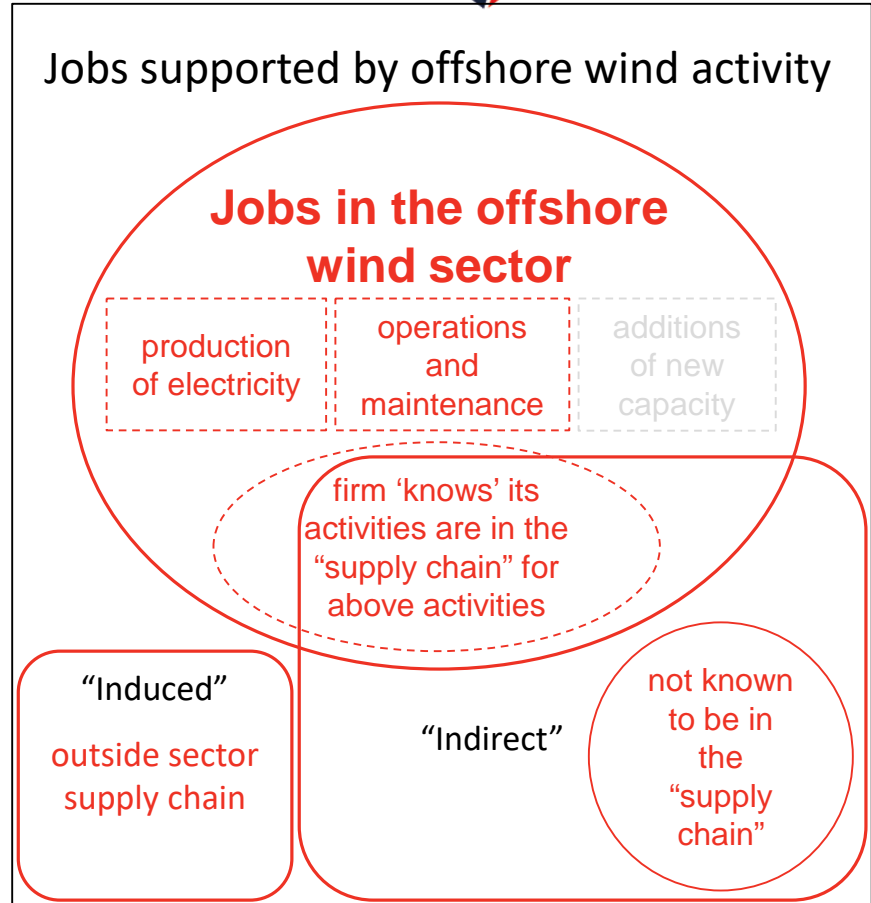 Jobs supported by offshore wind activity
Jobs in the offshore
wind sector
production
of electricity
operations
and
maintenance
additions
of new
capacity
firm ‘knows’ its
activities are in the
“supply chain” for
above activities
“Induced”
outside sector
supply chain
“Indirect”
not known
to be in
the
“supply
chain”